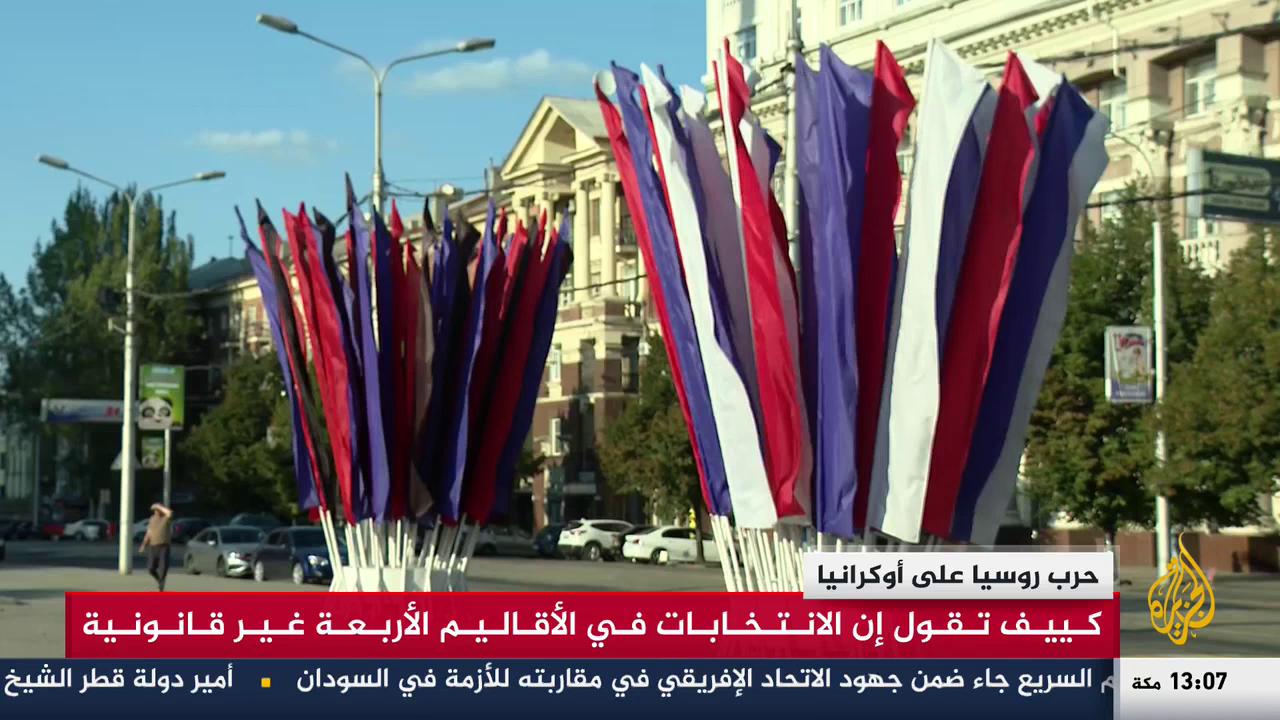 حرب روسيا على أوكرانيا
كييف تقول إن الانتخابات في الأقاليم الأربعة غير قانونية
السريع جاء ضمن جهود الاتحاد الإفريقي في مقاربته للأزمة في السودان ▪ أمير دولة قطر الشيخ
13:07 مكة
الجزيرة